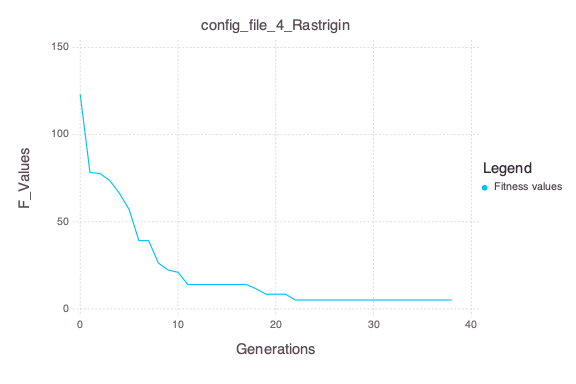 config_file_4_Rastrigin
150
100
50
0
F_Values
0
10
20
30
40
Generations
Legend
Fitness values